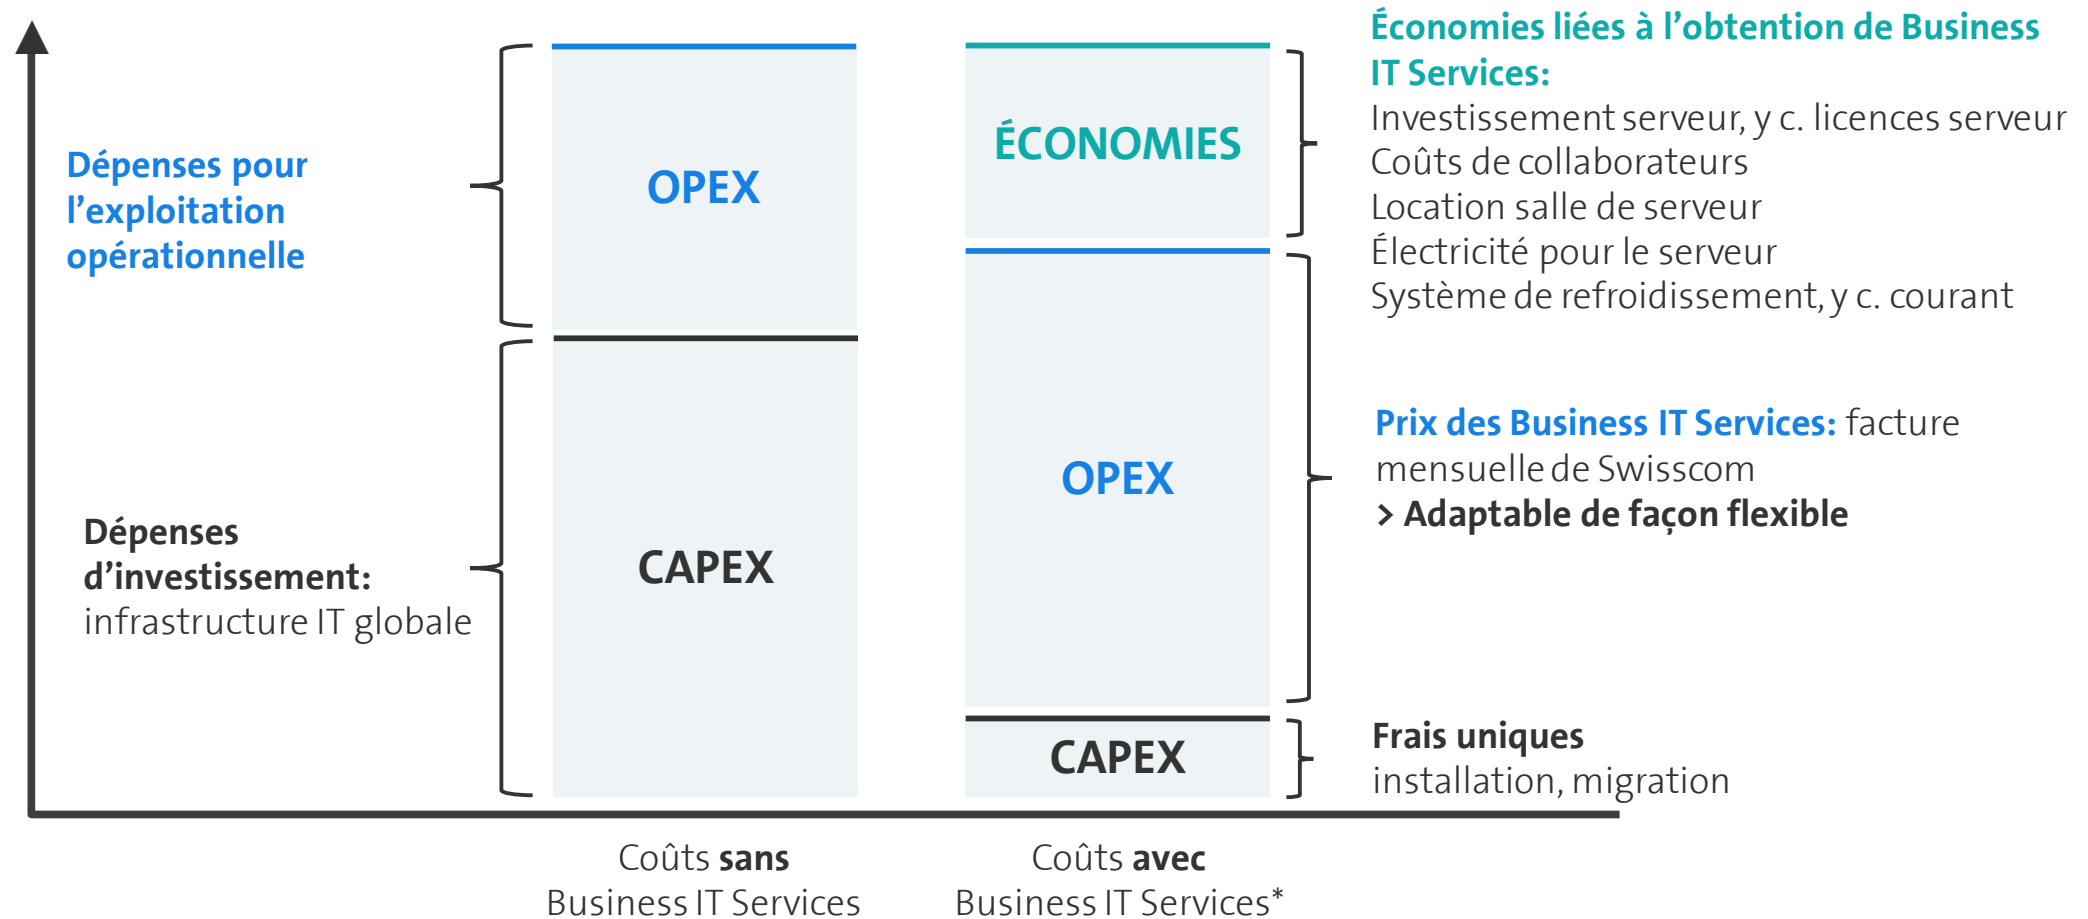 Dépenses pour
l’exploitation
opérationnelle
Dépenses
d’investissement:
infrastructure IT globale
OPEX
CAPEX
ÉCONOMIES
OPEX
CAPEX
Économies liées à l’obtention de Business
IT Services:
Investissement serveur, y c. licences serveur
Coûts de collaborateurs
Location salle de serveur
Électricité pour le serveur
Système de refroidissement, y c. courant
Prix des Business IT Services: facture
mensuelle de Swisscom
> Adaptable de façon flexible
Frais uniques
installation, migration
Coûts sans
Business IT Services
Coûts avec
Business IT Services*